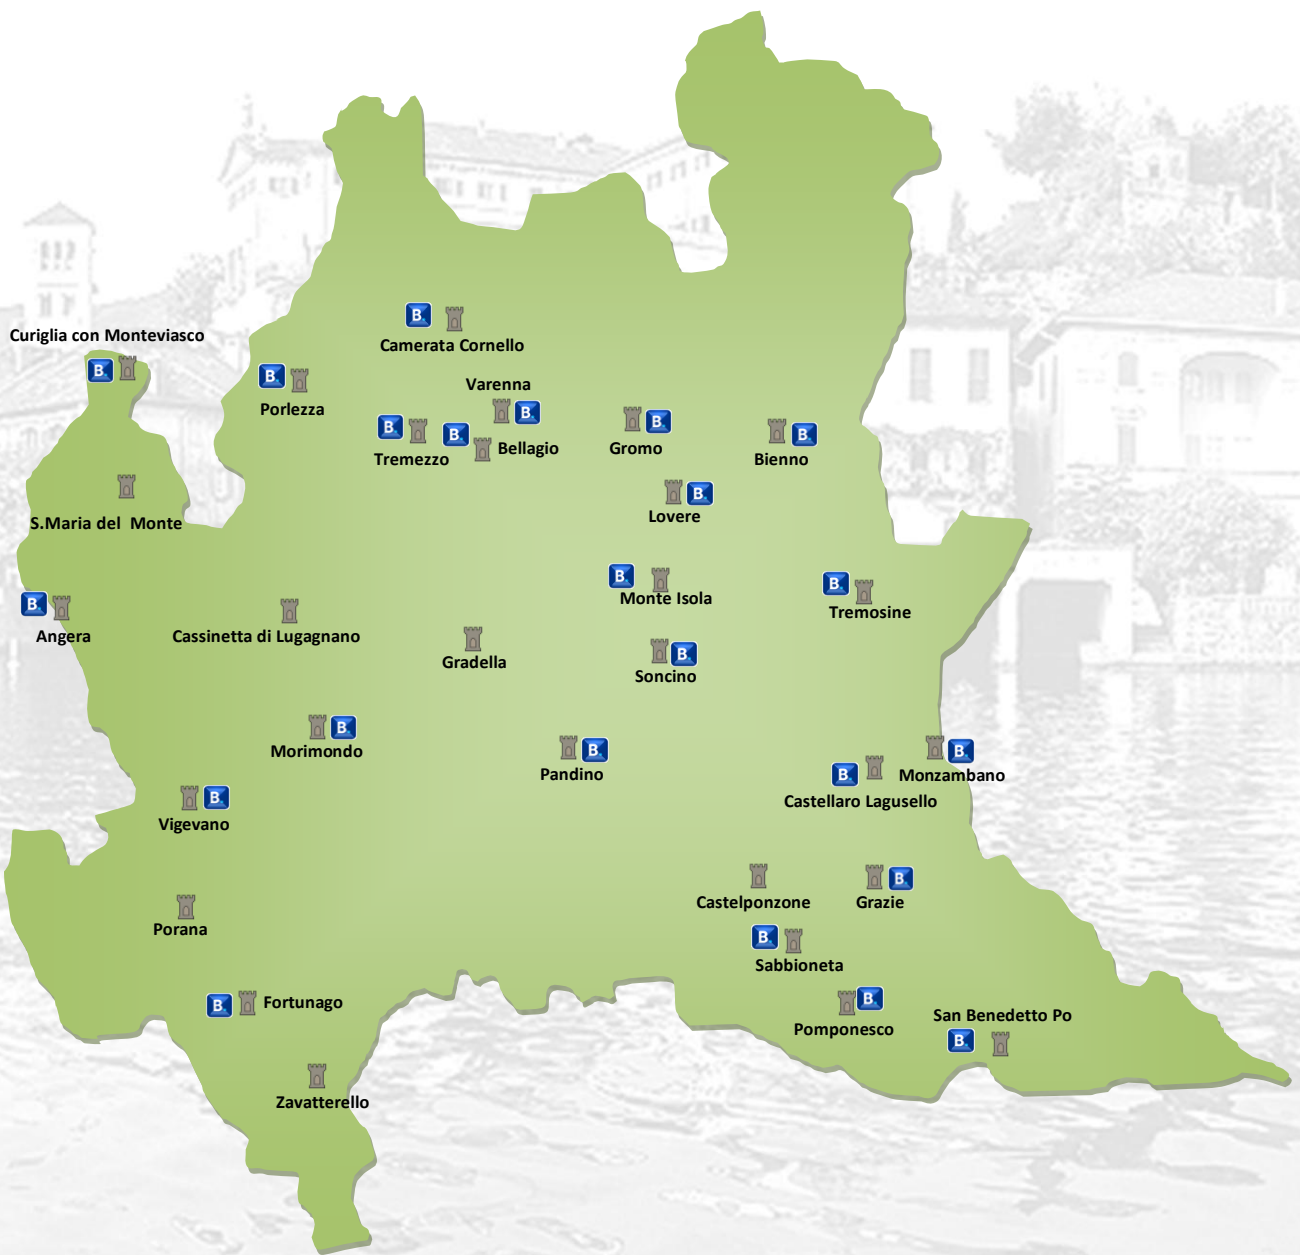 B.
Camerata Cornello
Curiglia con Monteviasco
B.
B.
Porlezza
Varenna
B.
B.
Tremezzo
B.
Bellagio
B.
Gromo
B.
Bienno
B.
Lovere
S.Maria del Monte
B.
Monte Isola
B.
Tremosine
B.
Angera
Cassinetta di Lugagnano
Gradella
B.
Soncino
B.
Morimondo
B.
Pandino
B.
Monzambano
B.
Castellaro Lagusello
B.
Vigevano
Castelponzone
B.
Grazie
Porana
B.
Sabbioneta
B.
Fortunago
B.
Pomponesco
San Benedetto Po
B.
Zavatterello